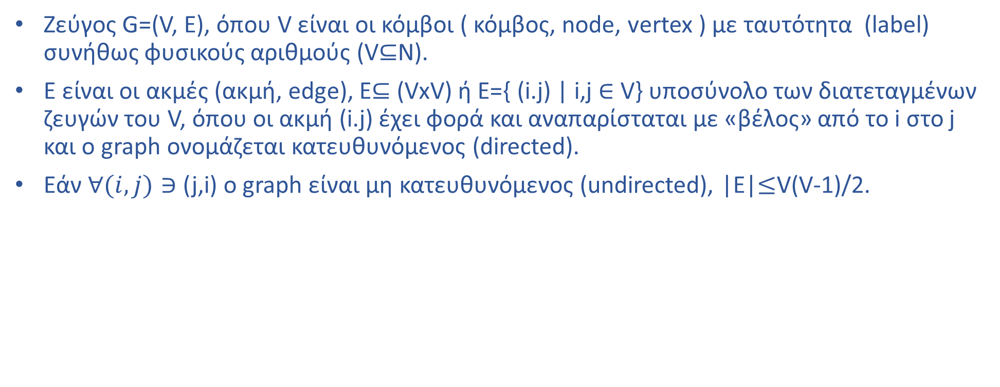 • Ζεύγος G=(V, E), όπου V είναι οι κόμβοι ( κόμβος, node, vertex ) με ταυτότητα (label)
συνήθως φυσικούς αριθμούς (V⊆N).
• E είναι οι ακμές (ακμή, edge), E⊆ (VxV) ή E={ (i.j) | i,j ∈ V} υποσύνολο των διατεταγμένων
ζευγών του V, όπου οι ακμή (i.j) έχει φορά και αναπαρίσταται με «βέλος» από το i στο j
και ο graph ονομάζεται κατευθυνόμενος (directed).
• Εάν ∀(i,j) ∋ (j,i) ο graph είναι μη κατευθυνόμενος (undirected), |E|≤V(V-1)/2.